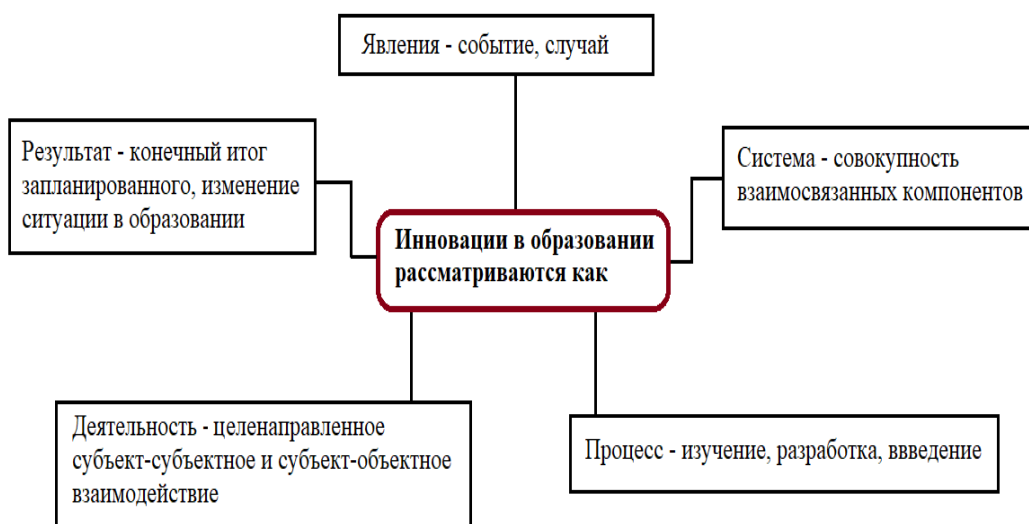 Явления - событие, случай
Результат - конечный итог
запланированного, изменение
ситуации в образовании
Система - совокупность
взаимосвязанных компонентов
Инновации в образовании
рассматриваются как
Деятельность - целенаправленное
субъект-субъектное и субъект-объектное
взаимодействие
Процесс - изучение, разработка, ввведение